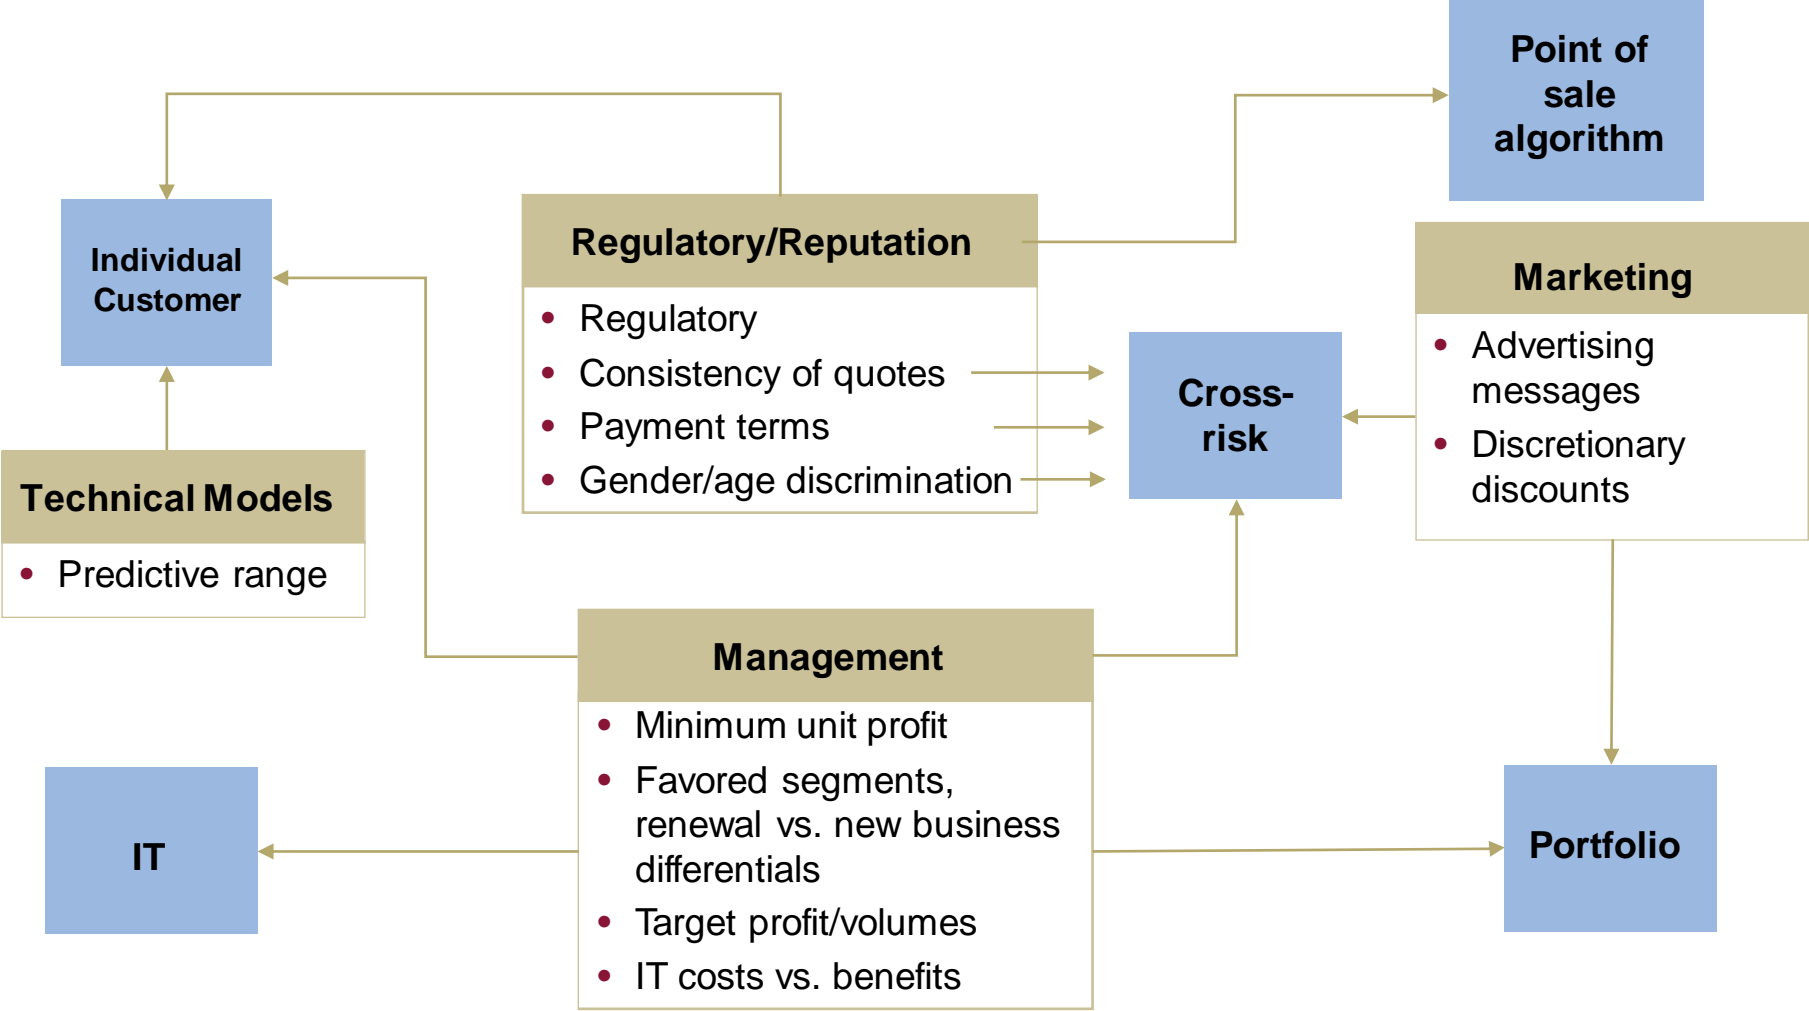 Point of
sale
algorithm
Individual
Customer
Regulatory/Reputation
• Regulatory
• Consistency of quotes
• Payment terms
• Gender/age discrimination
Marketing
• Advertising
messages
• Discretionary
discounts
Cross-
risk
Technical Models
• Predictive range
Management
• Minimum unit profit
• Favored segments,
renewal vs. new business
differentials
• Target profit/volumes
• IT costs vs. benefits
IT
Portfolio